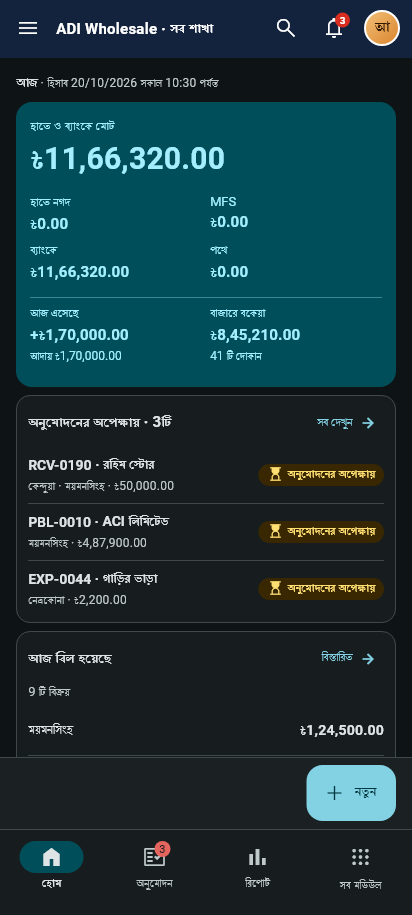 ADI Wholesale · সব শাখা
3
আ
আজ · হিসাব 20/10/2026 সকাল 10:30 পর্যন্ত
হাতে ও ব্যাংকে মোট
৳11,66,320.00
হাতে নগদ
MFS
৳0.00
৳0.00
ব্যাংকে
পথে
৳11,66,320.00
৳0.00
আজ এসেছে
বাজারে বকেয়া
+৳1,70,000.00
৳8,45,210.00
আদায় ৳1,70,000.00
41 টি দোকান
অনুমোদনের অপেক্ষায় · 3টি
সব দেখুন
RCV-0190 · রহিম স্টোর
কেন্দুয়া · ময়মনসিংহ · ৳50,000.00
অনুমোদনের অপেক্ষায়
PBL-0010 · ACI লিমিটেড
ময়মনসিংহ · ৳4,87,900.00
অনুমোদনের অপেক্ষায়
EXP-0044 · গাড়ির ভাড়া
নেত্রকোনা · ৳2,200.00
অনুমোদনের অপেক্ষায়
আজ বিল হয়েছে
বিস্তারিত
9 টি বিক্রয়
ময়মনসিংহ
৳1,24,500.00
নতুন
3
হোম
অনুমোদন
রিপোর্ট
সব মডিউল